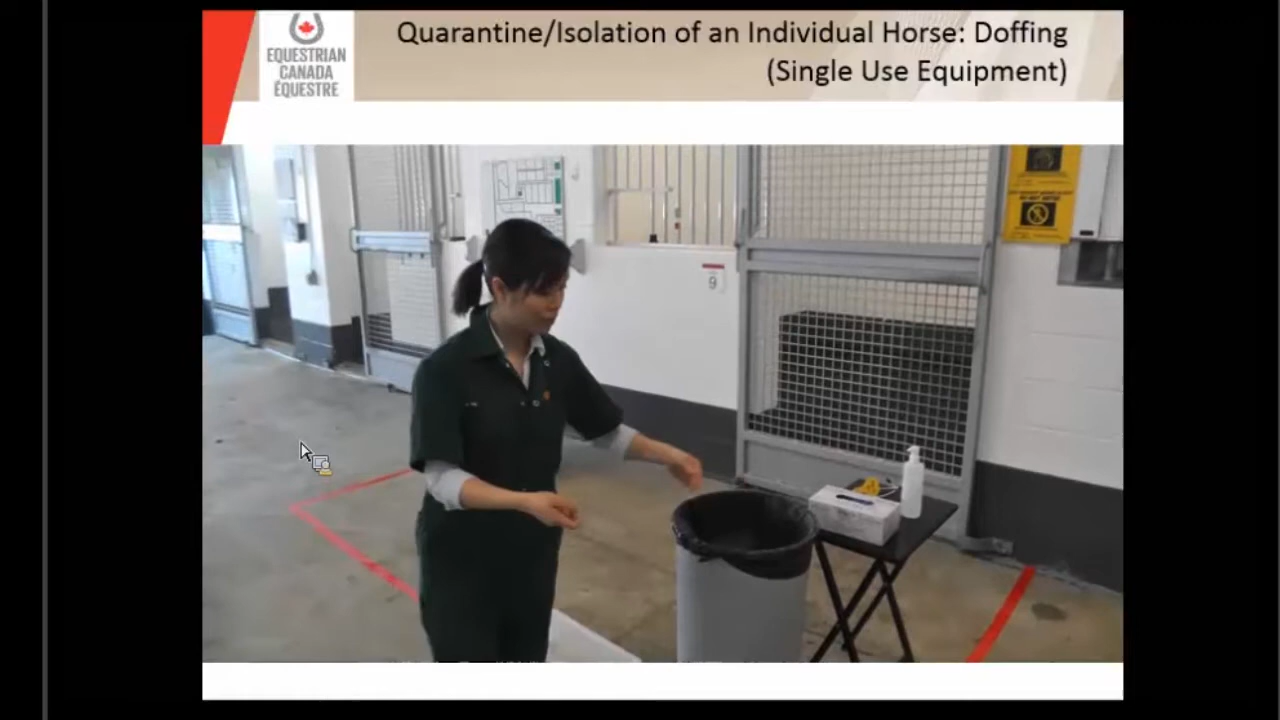 Quarantine/Isolation of an Individual Horse: Doffing
(Single Use Equipment)
EQUESTRIAN
CANADA
ÉQUESTRE
9